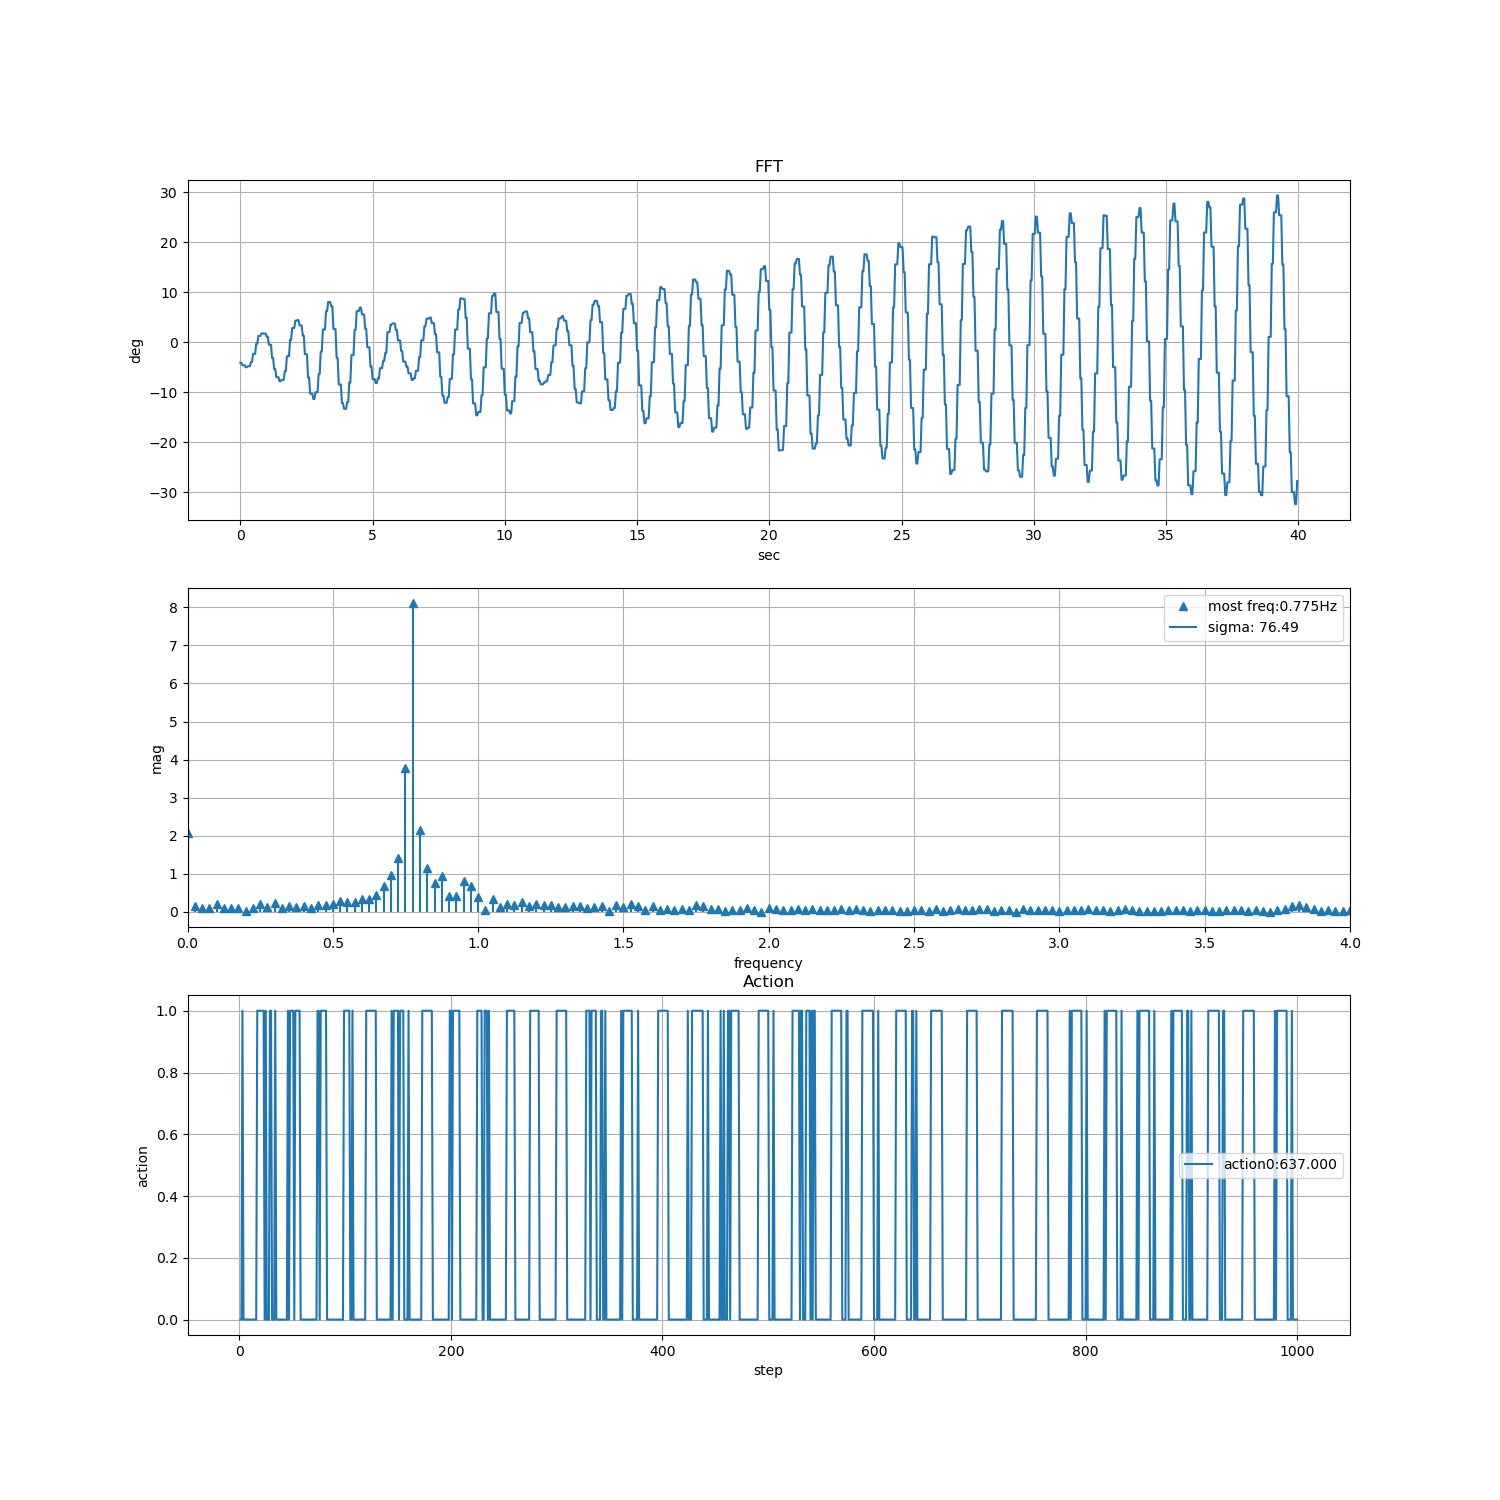 FFT
30
20
10
0
−10
−20
−30
deg
0 5 10 15 20 25 30 35 40
sec
8
7
6
5
4
3
2
1
0
mag
most freq:0.775Hz
sigma: 76.49
0.0 0.5 1.0 1.5 2.0 2.5 3.0 3.5 4.0
frequency
Action
1.0
0.8
0.6
0.4
0.2
0.0
action
action0:637.000
0 200 400 600 800 1000
step